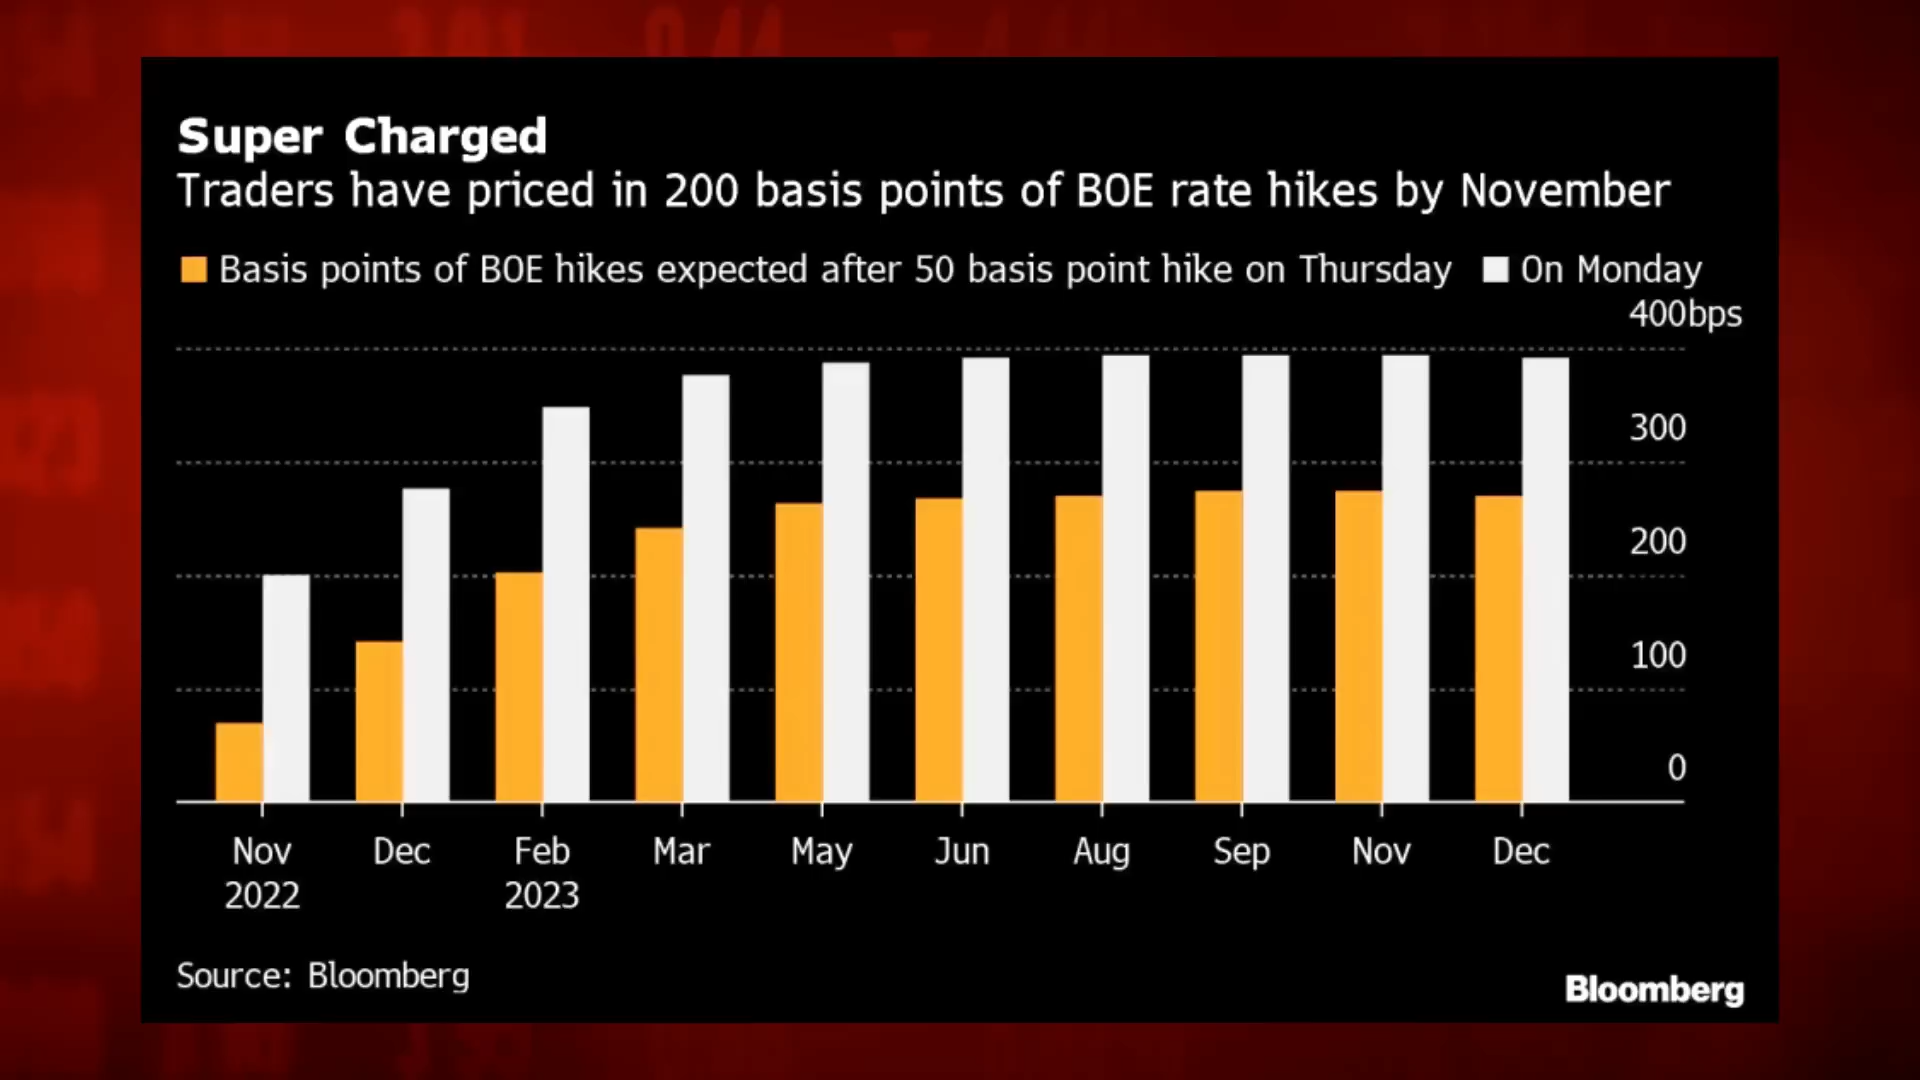 Super Charged
Traders have priced in 200 basis points of BOE rate hikes by November
Basis points of BOE hikes expected after 50 basis point hike on Thursday On Monday
400bps
300
200
100
0
Nov Dec Feb Mar May Jun Aug Sep Nov Dec
2022 2023
Source: Bloomberg
Bloomberg